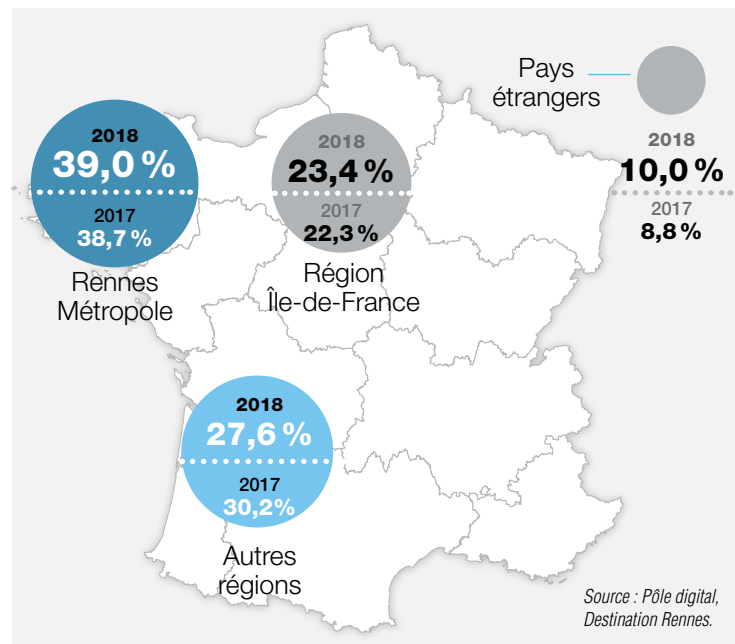 2018
39,0 %
2017
38,7 %
Rennes
Métropole
2018
23,4 %
2017
22,3 %
Région
Île-de-France
Pays
étrangers
2018
10,0 %
2017
8,8 %
2018
27,6 %
2017
30,2%
Autres
régions
Source : Pôle digital,
Destination Rennes.